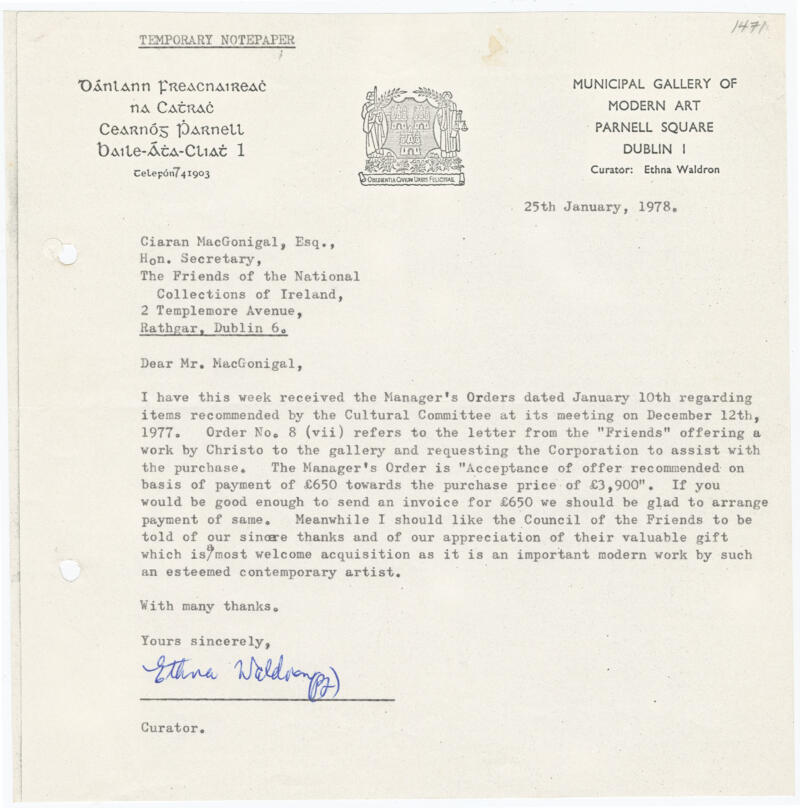 1471
TEMPORARY NOTEPAPER
Ḋánlann Nreacnaireaċ
na Caṫraċ
Cearnóg Ṗarnell
Ḃaile-Áṫa-Cliaṫ 1
Telepón 741903
OBEDIENTIA CIVIUM URBIS FELICITAS
MUNICIPAL GALLERY OF
MODERN ART
PARNELL SQUARE
DUBLIN 1
Curator: Ethna Waldron
25th January, 1978.
Ciaran MacGonigal, Esq.,
Hon. Secretary,
The Friends of the National
Collections of Ireland,
2 Templemore Avenue,
Rathgar, Dublin 6.
Dear Mr. MacGonigal,
I have this week received the Manager's Orders dated January 10th regarding
items recommended by the Cultural Committee at its meeting on December 12th,
1977. Order No. 8 (vii) refers to the letter from the "Friends" offering a
work by Christo to the gallery and requesting the Corporation to assist with
the purchase. The Manager's Order is "Acceptance of offer recommended on
basis of payment of £650 towards the purchase price of £3,900". If you
would be good enough to send an invoice for £650 we should be glad to arrange
payment of same. Meanwhile I should like the Council of the Friends to be
told of our sincere thanks and of our appreciation of their valuable gift
which is a most welcome acquisition as it is an important modern work by such
an esteemed contemporary artist.
With many thanks.
Yours sincerely,
Ethna Waldron
Curator.